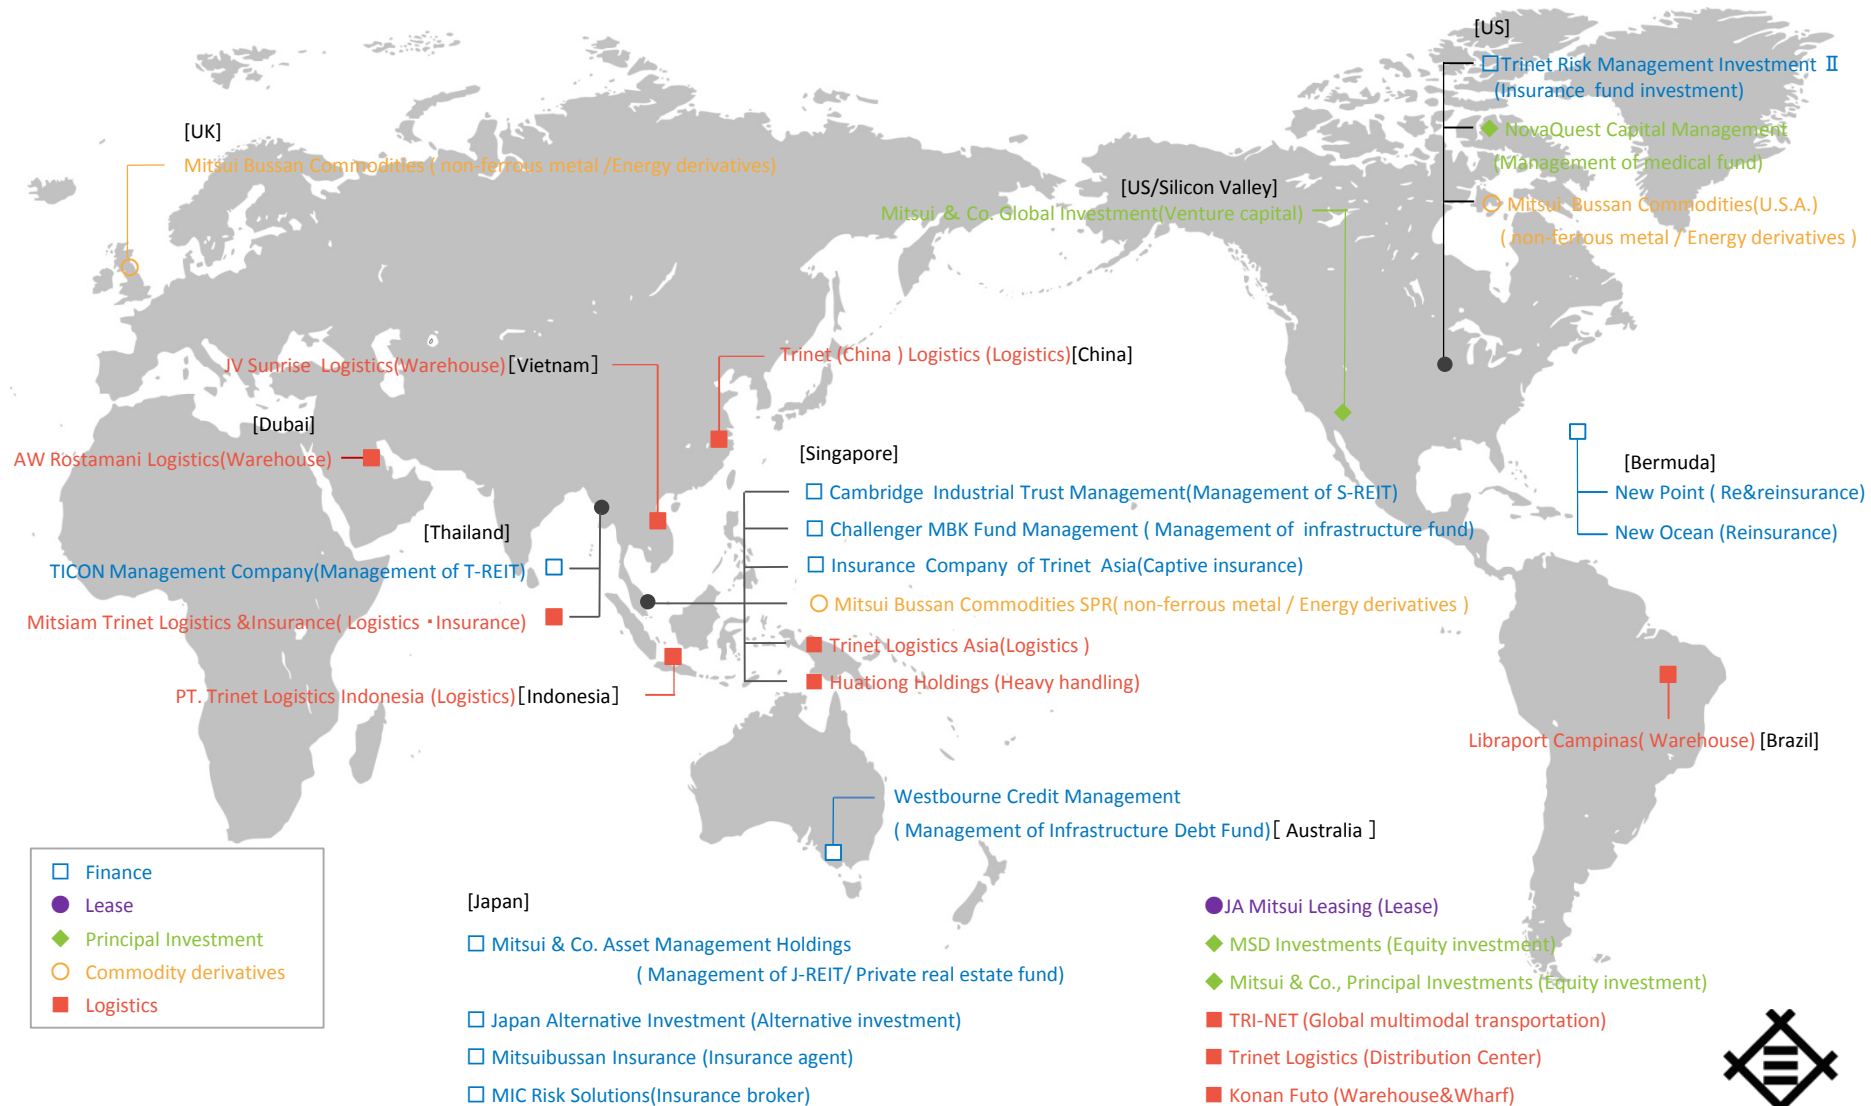 [US]
Trinet Risk Management Investment Ⅱ
(Insurance fund investment)
NovaQuest Capital Management
(Management of medical fund)
Mitsui Bussan Commodities(U.S.A.)
( non-ferrous metal / Energy derivatives )
[UK]
Mitsui Bussan Commodities ( non-ferrous metal /Energy derivatives)
[US/Silicon Valley]
Mitsui & Co. Global Investment(Venture capital)
JV Sunrise Logistics(Warehouse) [Vietnam]
Trinet (China ) Logistics (Logistics)[China]
[Dubai]
AW Rostamani Logistics(Warehouse)
[Singapore]
Cambridge Industrial Trust Management(Management of S-REIT)
Challenger MBK Fund Management ( Management of infrastructure fund)
Insurance Company of Trinet Asia(Captive insurance)
Mitsui Bussan Commodities SPR( non-ferrous metal / Energy derivatives )
Trinet Logistics Asia(Logistics )
Huationg Holdings (Heavy handling)
[Bermuda]
New Point ( Re&reinsurance)
New Ocean (Reinsurance)
[Thailand]
TICON Management Company(Management of T-REIT)
Mitsiam Trinet Logistics &Insurance( Logistics・Insurance)
PT. Trinet Logistics Indonesia (Logistics) [Indonesia]
Libraport Campinas( Warehouse) [Brazil]
Westbourne Credit Management
( Management of Infrastructure Debt Fund) [ Australia ]
Finance
Lease
Principal Investment
Commodity derivatives
Logistics
[Japan]
Mitsui & Co. Asset Management Holdings
( Management of J-REIT/ Private real estate fund)
Japan Alternative Investment (Alternative investment)
Mitsuibussan Insurance (Insurance agent)
MIC Risk Solutions(Insurance broker)
JA Mitsui Leasing (Lease)
MSD Investments (Equity investment)
Mitsui & Co., Principal Investments (Equity investment)
TRI-NET (Global multimodal transportation)
Trinet Logistics (Distribution Center)
Konan Futo (Warehouse&Wharf)